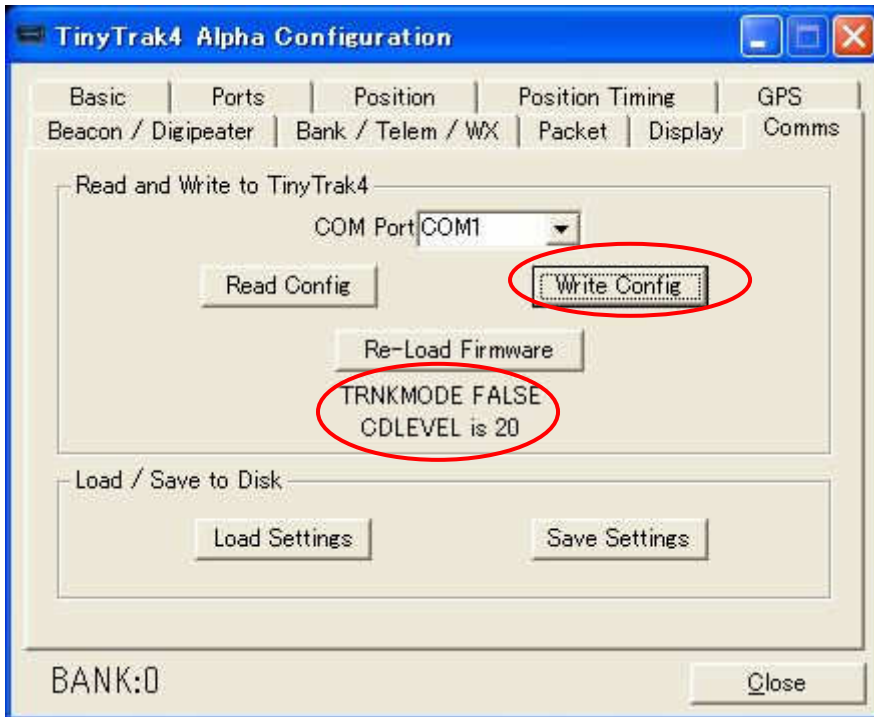 TinyTrak4 Alpha Configuration
Basic Ports Position Position Timing GPS
Beacon / Digipeater Bank / Telem / WX Packet Display Comms
Read and Write to TinyTrak4
COM Port COM1
Read Config Write Config
Re-Load Firmware
TRNKMODE FALSE
CDLEVEL is 20
Load / Save to Disk
Load Settings Save Settings
BANK:0 Close